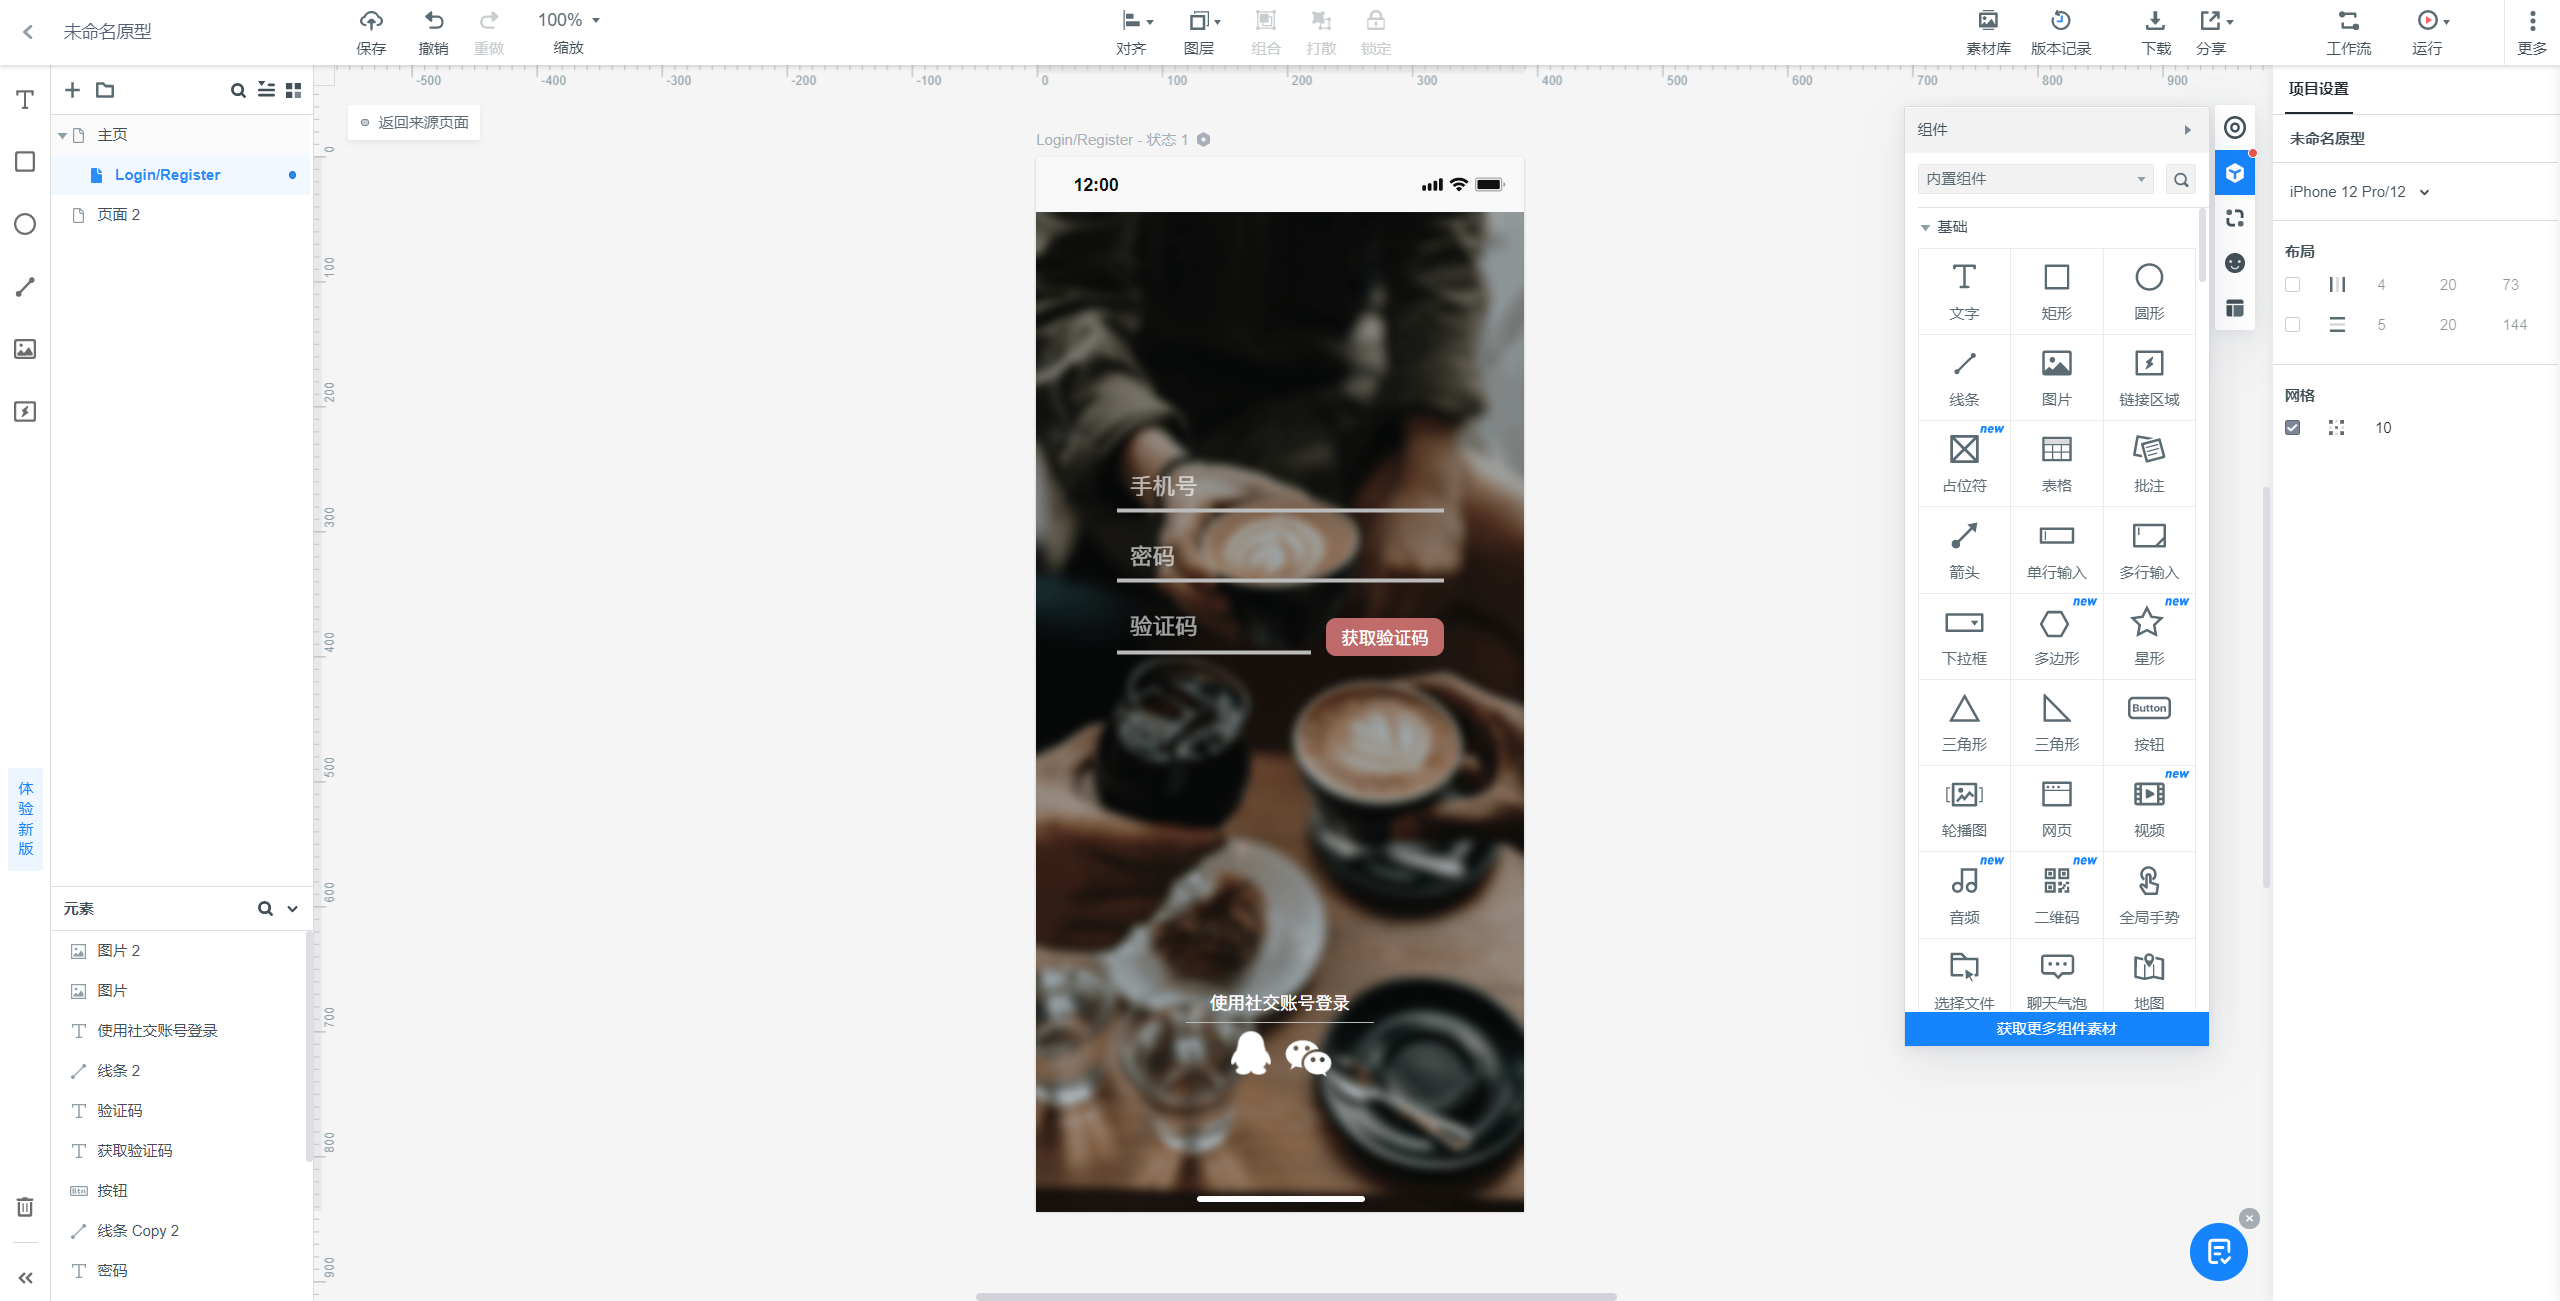 未命名原型
保存
撤销
重做
100%
缩放
对齐
图层
组合
打散
锁定
素材库
版本记录
下载
分享
工作流
运行
更多
主页
Login/Register
页面 2
体验新版
元素
图片 2
图片
使用社交账号登录
线条 2
验证码
获取验证码
按钮
线条 Copy 2
密码
-500
-400
-300
-200
-100
0
100
200
300
400
500
600
700
800
900
0
100
200
300
400
500
600
700
800
900
返回来源页面
Login/Register - 状态 1
12:00
手机号
密码
验证码
获取验证码
使用社交账号登录
组件
内置组件
基础
文字
矩形
圆形
线条
图片
链接区域
new
占位符
表格
批注
箭头
单行输入
多行输入
new
new
下拉框
多边形
星形
Button
三角形
三角形
按钮
new
轮播图
网页
视频
new
new
音频
二维码
全局手势
选择文件
聊天气泡
地图
获取更多组件素材
项目设置
未命名原型
iPhone 12 Pro/12
布局
4 20 73
5 20 144
网格
10